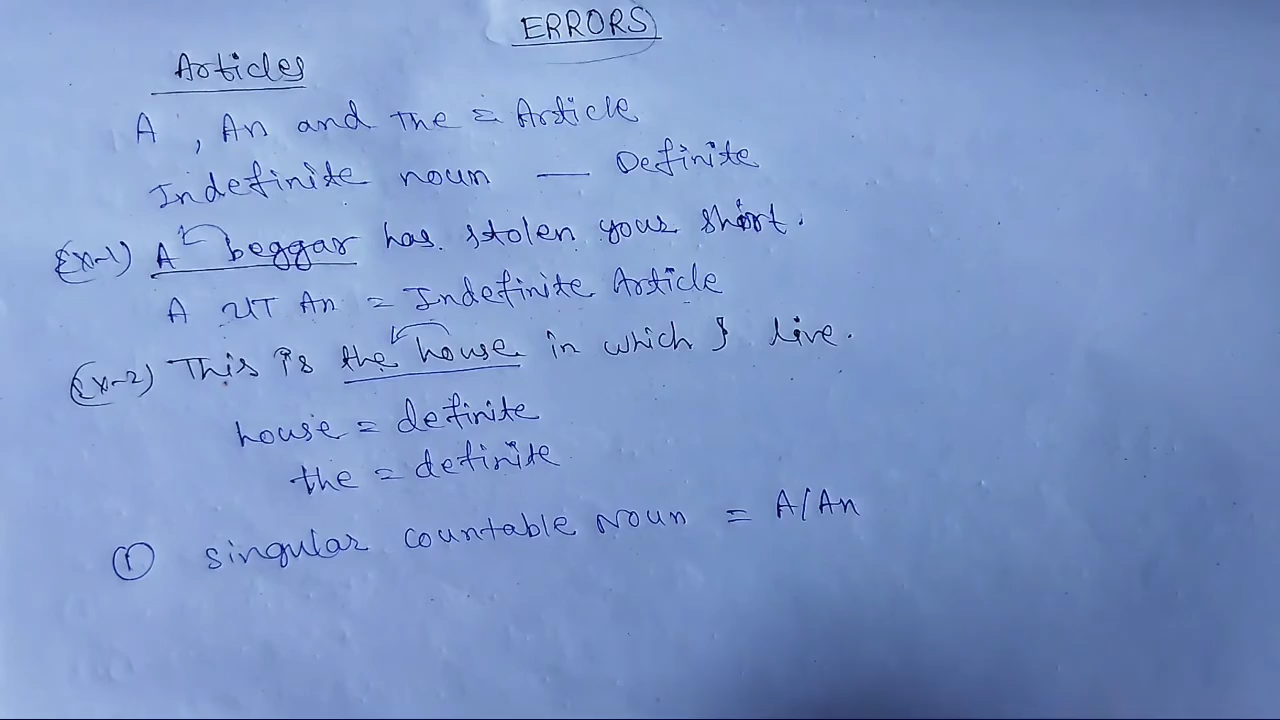 ERRORS
Articles
A, An and The = Article
Indefinite noun — Definite
Ex-1) A beggar has stolen your shirt.
A या An = Indefinite Article
Ex-2) This is the house in which I live.
house = definite
the = definite
① singular countable Noun = A/An